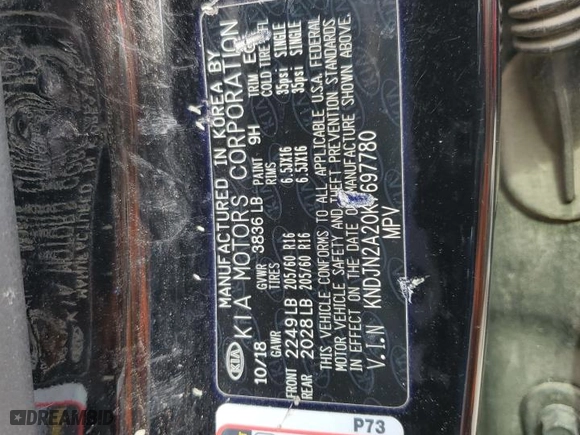 KIA
MANUFACTURED IN KOREA BY
KIA MOTORS CORPORATION
10/18 GVWR 3836 LB PAINT 9H TRIM
GAWR TIRES RIMS COLD TIRE
FRONT 2249LB 205/60 R16 6.5JX16 35psi SINGLE
REAR 2028LB 205/60 R16 6.5JX16 35psi SINGLE
THIS VEHICLE CONFORMS TO ALL APPLICABLE U.S.A. FEDERAL
MOTOR VEHICLE SAFETY AND THEFT PREVENTION STANDARDS
IN EFFECT ON THE DATE OF MANUFACTURE SHOWN ABOVE.
V.I.N KNDJN2A20K 697780
MPV
P73
DREAMBID